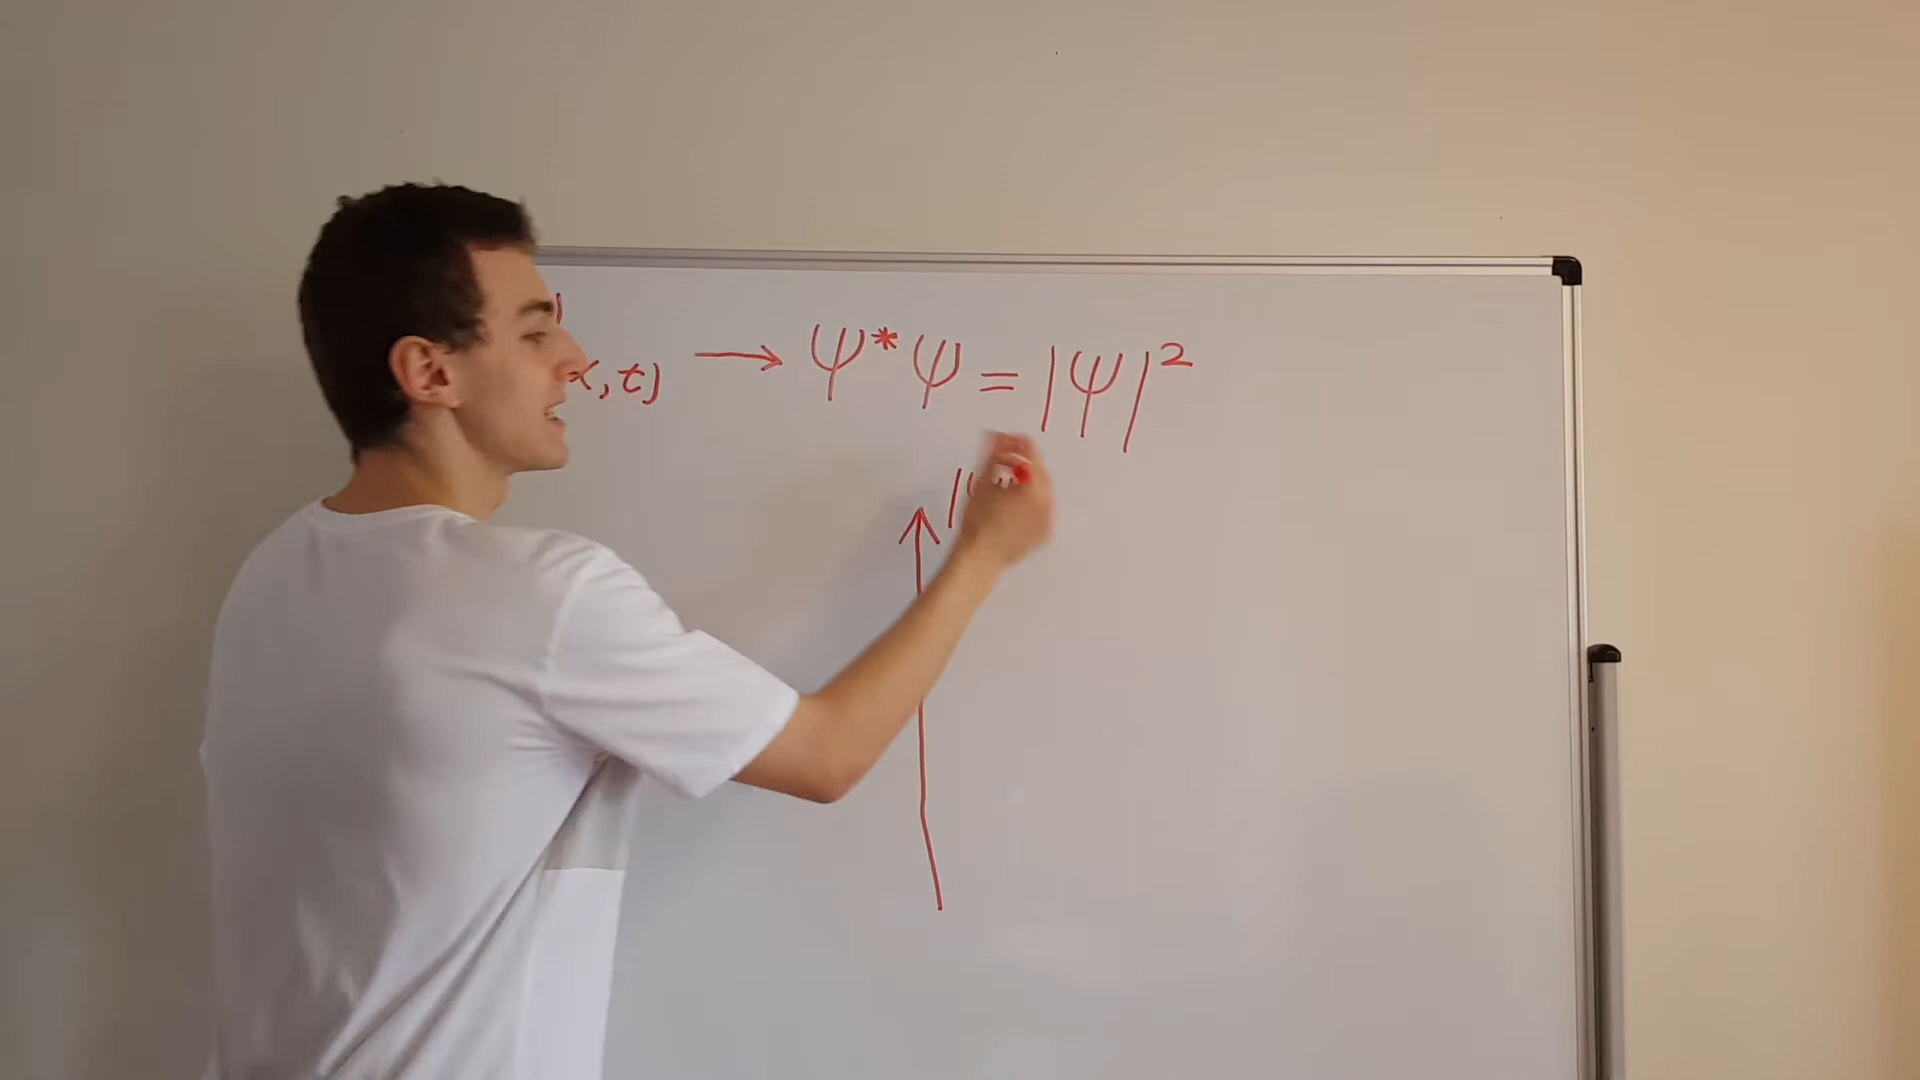 x,t) → ψ*ψ = |ψ|²
|